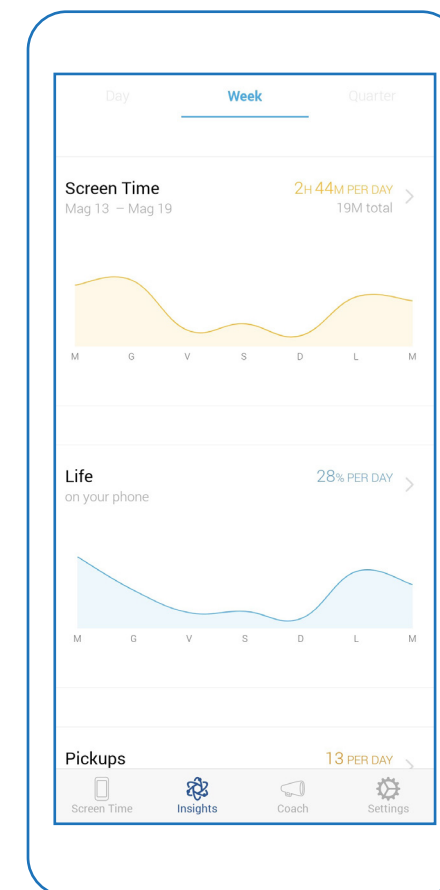 Day Week Quarter
Screen Time 2H 44M PER DAY
Mag 13 – Mag 19 19M total
M G V S D L M
Life 28% PER DAY
on your phone
M G V S D L M
Pickups 13 PER DAY
Screen Time Insights Coach Settings